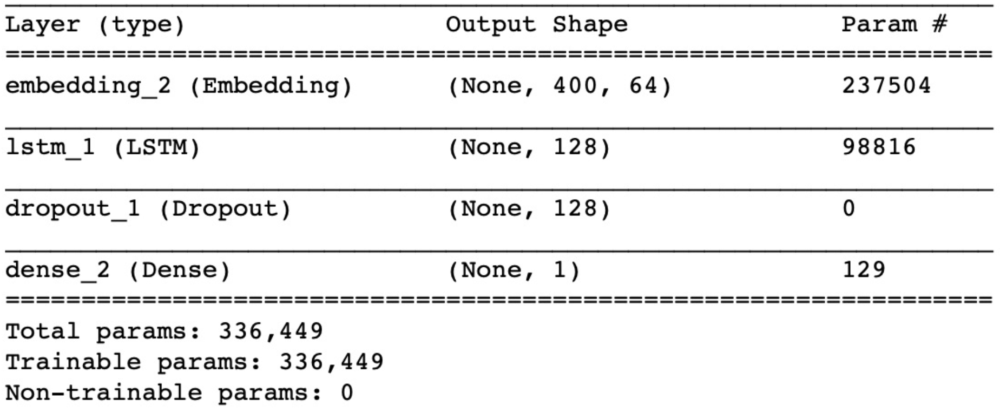 Layer (type) Output Shape Param #
=================================================================
embedding_2 (Embedding) (None, 400, 64) 237504
_________________________________________________________________
lstm_1 (LSTM) (None, 128) 98816
_________________________________________________________________
dropout_1 (Dropout) (None, 128) 0
_________________________________________________________________
dense_2 (Dense) (None, 1) 129
=================================================================
Total params: 336,449
Trainable params: 336,449
Non-trainable params: 0